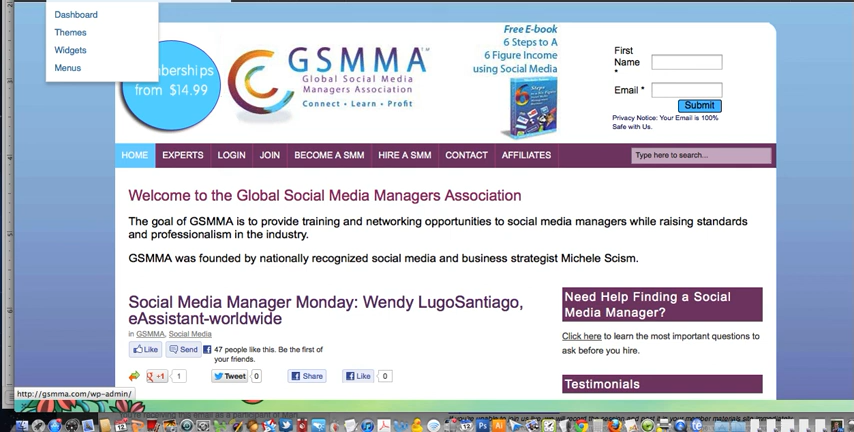 Dashboard
Themes
Widgets
Menus
mberships
from $14.99
GSMMA™
Global Social Media
Managers Association
Connect • Learn • Profit
Free E-book
6 Steps to A
6 Figure Income
using Social Media
First
Name
*
Email *
Submit
Privacy Notice: Your Email is 100%
Safe with Us.
HOME EXPERTS LOGIN JOIN BECOME A SMM HIRE A SMM CONTACT AFFILIATES
Type here to search...
Welcome to the Global Social Media Managers Association
The goal of GSMMA is to provide training and networking opportunities to social media managers while raising standards
and professionalism in the industry.
GSMMA was founded by nationally recognized social media and business strategist Michele Scism.
Social Media Manager Monday: Wendy LugoSantiago,
eAssistant-worldwide
in GSMMA, Social Media
Like Send 47 people like this. Be the first of
your friends.
+1 1 Tweet 0 Share Like 0
Need Help Finding a Social
Media Manager?
Click here to learn the most important questions to
ask before you hire.
Testimonials
http://gsmma.com/wp-admin/